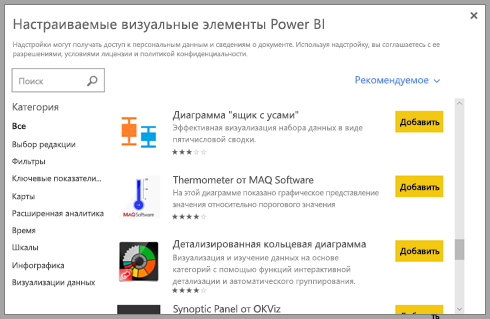 Настраиваемые визуальные элементы Power BI
Надстройки могут получать доступ к персональным данным и сведениям о документе. Используя надстройку, вы соглашаетесь с ее
разрешениями, условиями лицензии и политикой конфиденциальности.
Поиск
Рекомендуемое
Категория
Все
Выбор редакции
Фильтры
Ключевые показатели...
Карты
Расширенная аналитика
Время
Шкалы
Инфографика
Визуализации данных
Диаграмма "ящик с усами"
Эффективная визуализация набора данных в виде
пятичисловой сводки.
Добавить
MAQSoftware
Thermometer от MAQ Software
На этой диаграмме показано графическое представление
значения относительно порогового значения
Добавить
Детализированная кольцевая диаграмма
Визуализация и изучение данных на основе
категорий с помощью функций интерактивной
детализации и автоматического группирования.
Добавить
Synoptic Panel от OKViz